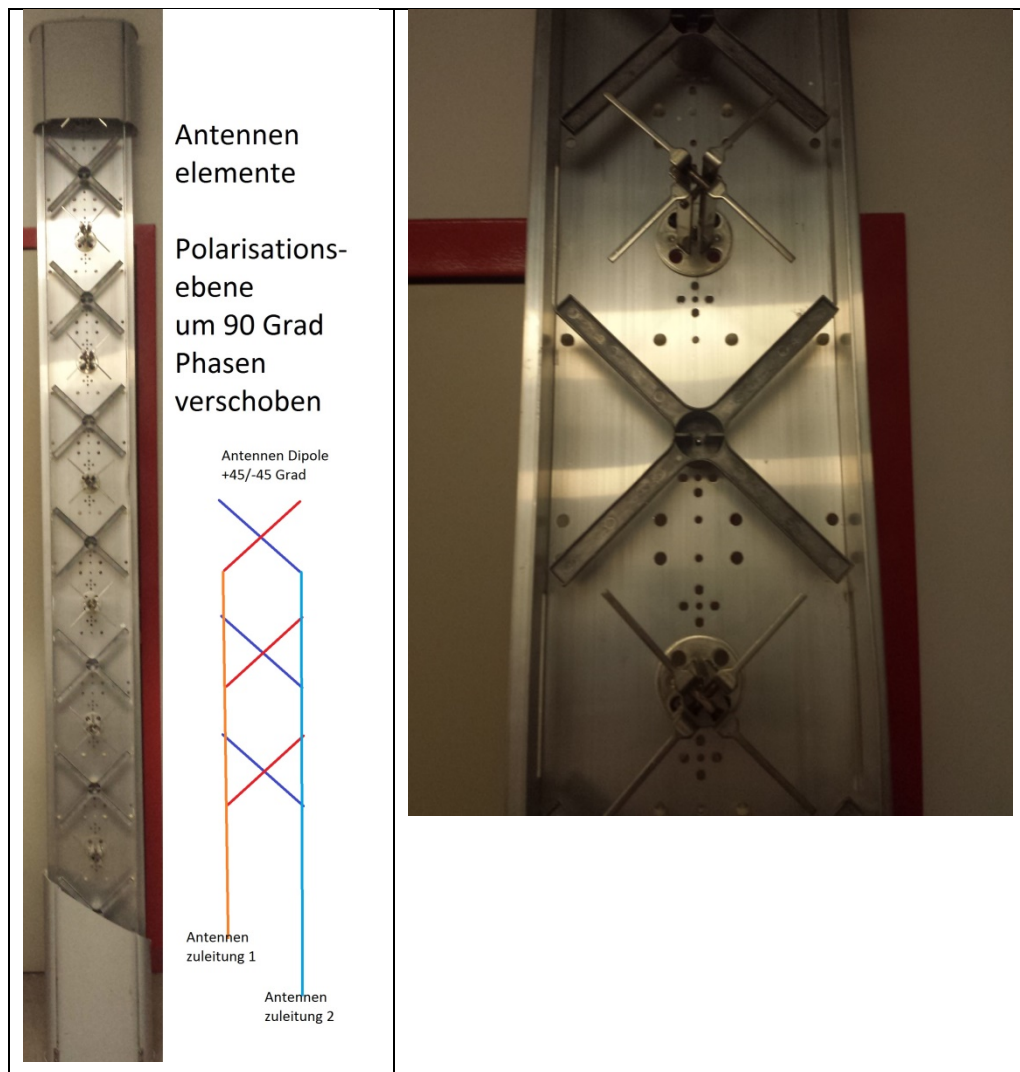 Antennen
elemente
Polarisations-
ebene
um 90 Grad
Phasen
verschoben
Antennen Dipole
+45/-45 Grad
Antennen
zuleitung 1
Antennen
zuleitung 2